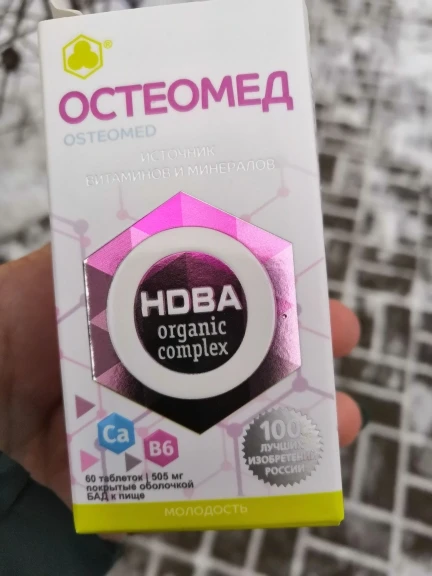 ®
ОСТЕОМЕД
OSTEOMED
ИСТОЧНИК
ВИТАМИНОВ И МИНЕРАЛОВ
HDBA
organic
complex
Ca
B6
60 таблеток | 505 мг
покрытые оболочкой
БАД к пище
100
ЛУЧШИХ
ИЗОБРЕТЕНИЙ
РОССИИ
МОЛОДОСТЬ